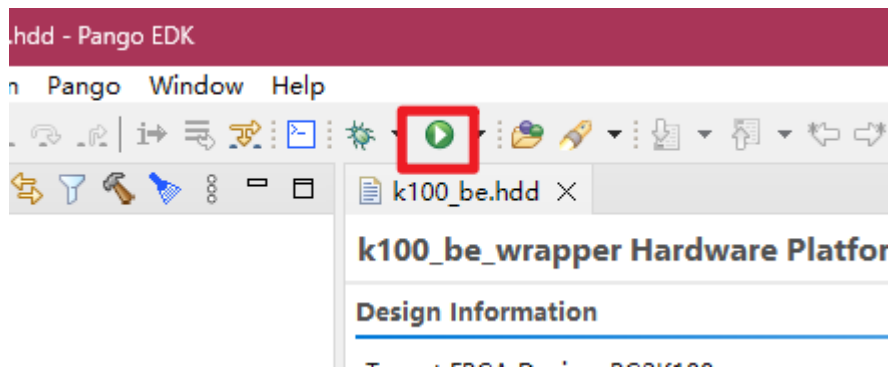 .hdd - Pango EDK
n Pango Window Help
k100_be.hdd
k100_be_wrapper Hardware Platfor
Design Information